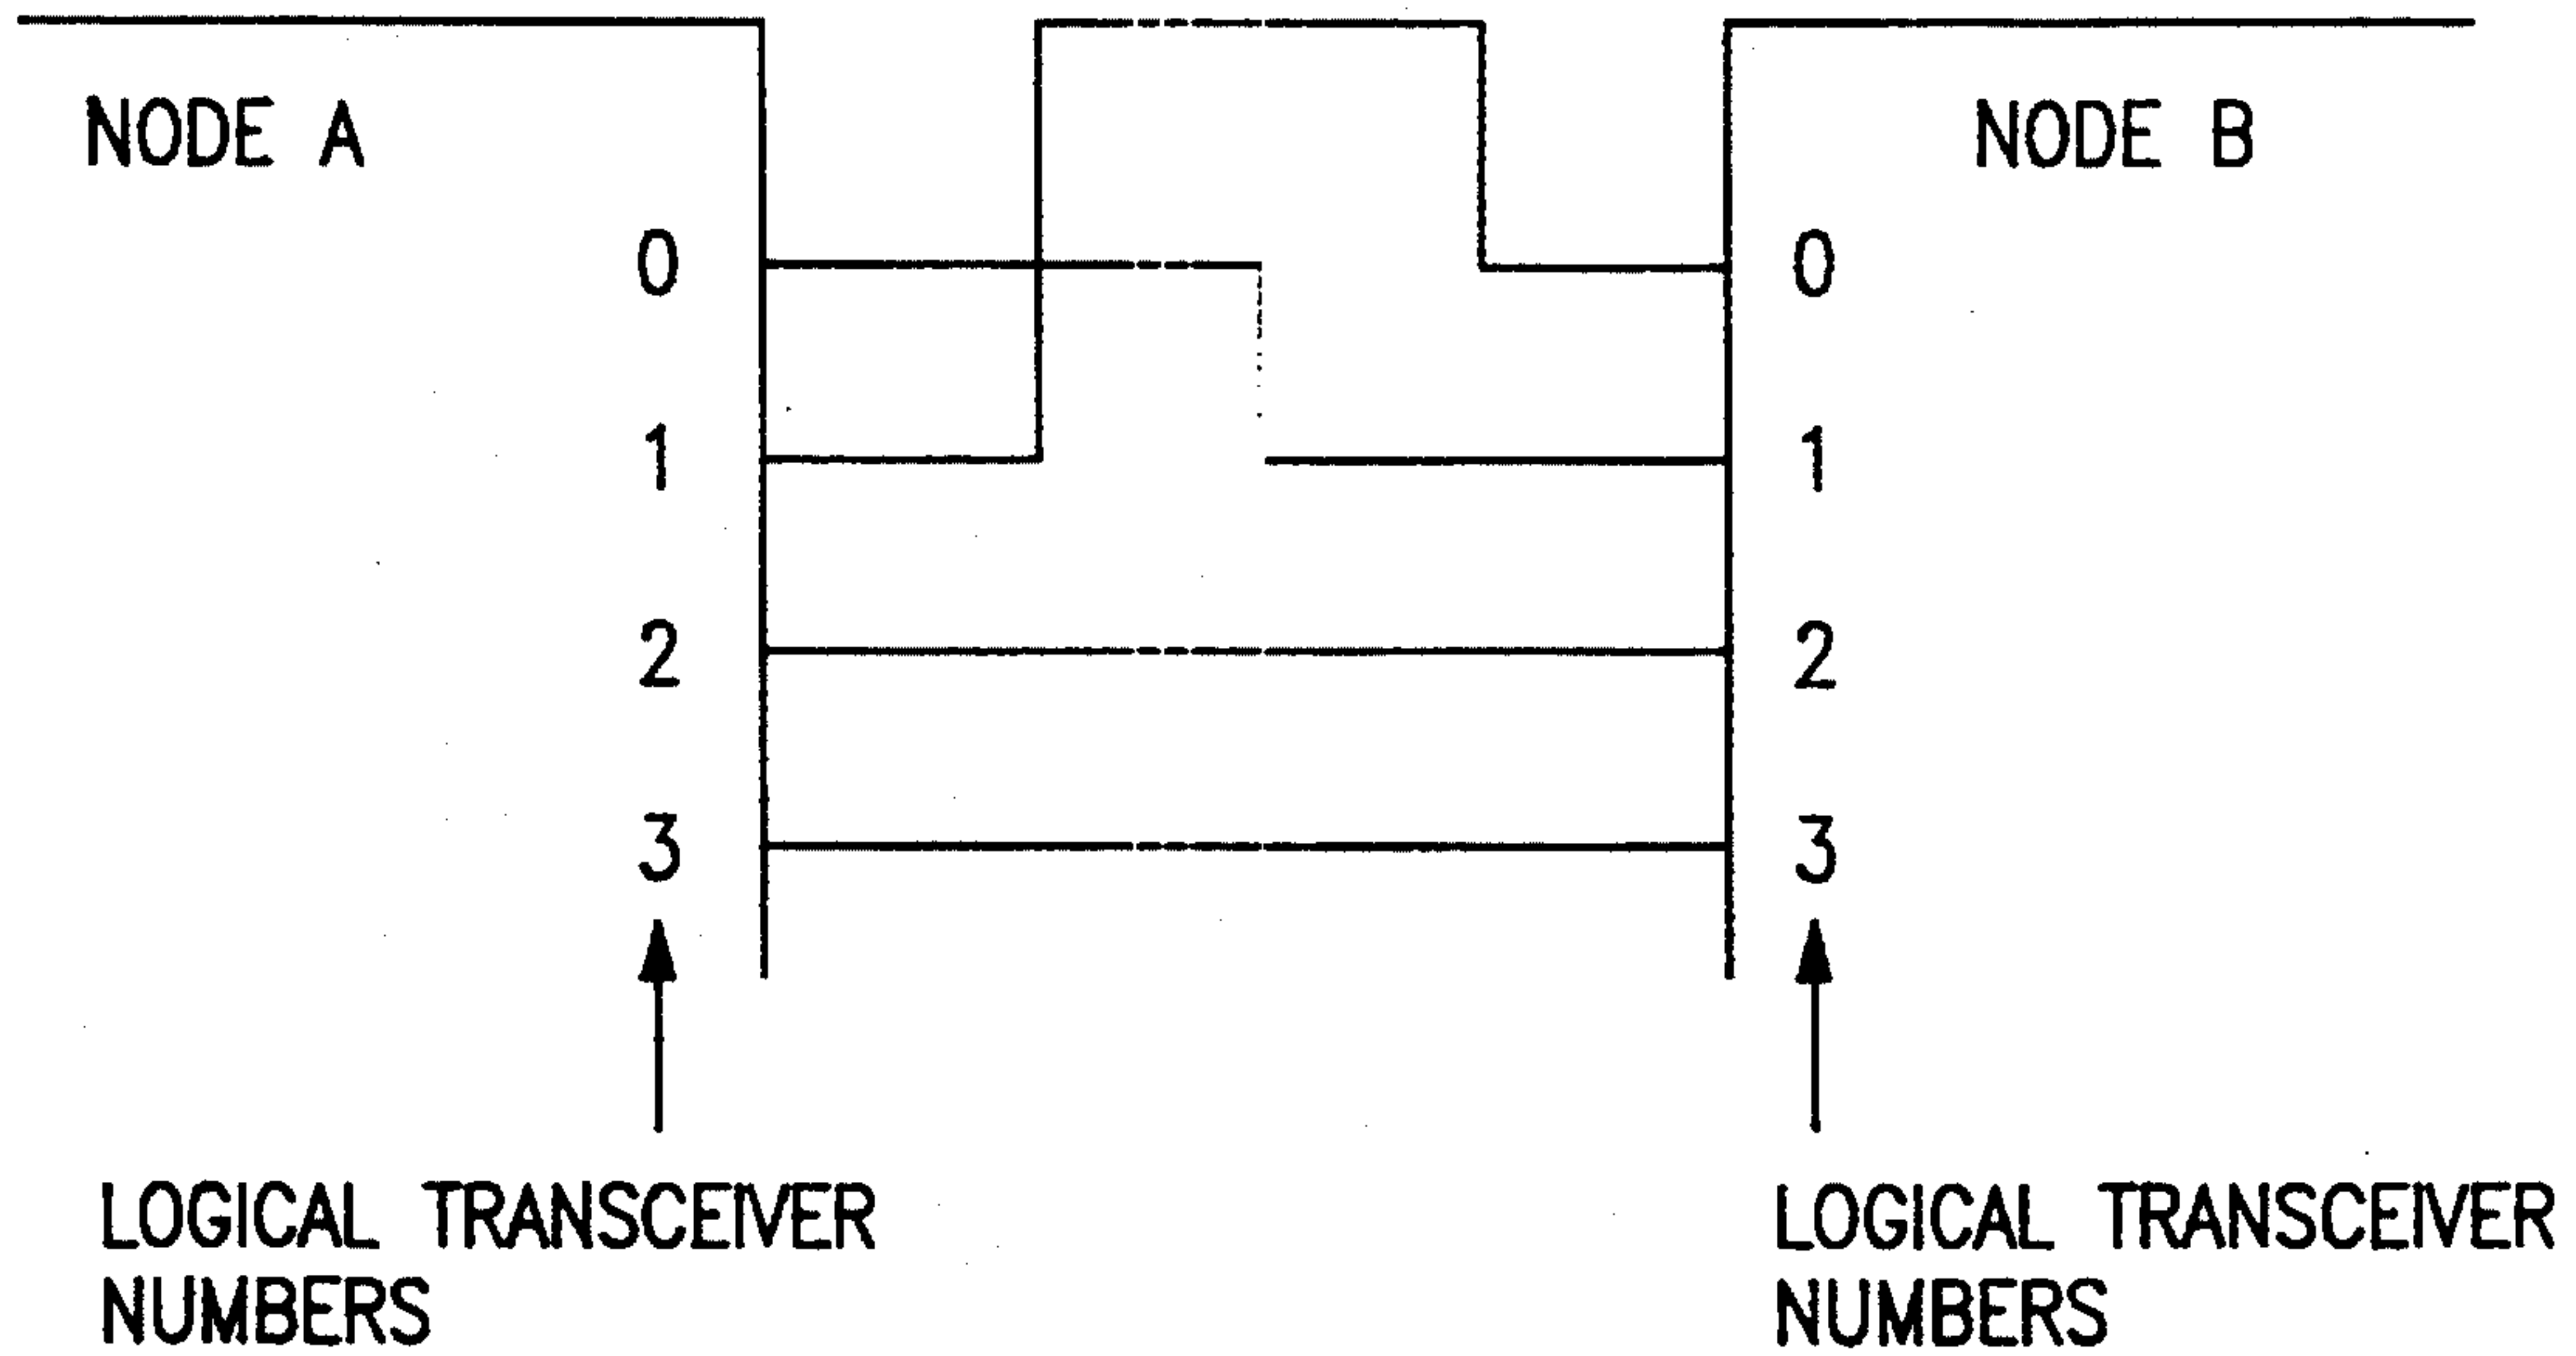 NODE A
NODE B
0
0
1
1
2
2
3
3
LOGICAL TRANSCEIVER
NUMBERS
LOGICAL TRANSCEIVER
NUMBERS